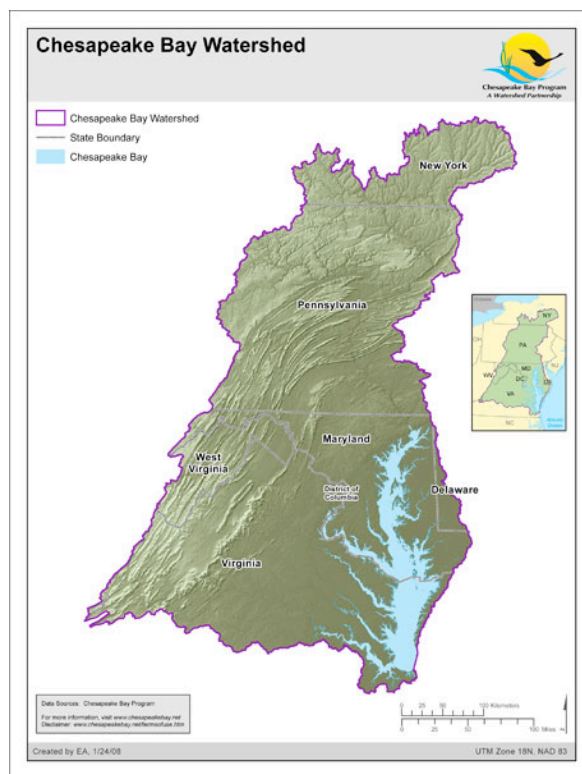 Chesapeake Bay Watershed
Chesapeake Bay Program
A Watershed Partnership
Chesapeake Bay Watershed
State Boundary
Chesapeake Bay
New York
Pennsylvania
NY
PA
OH
NJ
MD
WV
DC
DE
VA
NC
Maryland
West
Virginia
District of
Columbia
Delaware
Virginia
Data Sources: Chesapeake Bay Program
For more information, visit www.chesapeakebay.net
Disclaimer: www.chesapeakebay.net/termsofuse.htm
0 25 50 100 Kilometers
0 25 50 100 Miles
N
Created by EA, 1/24/08
UTM Zone 18N, NAD 83